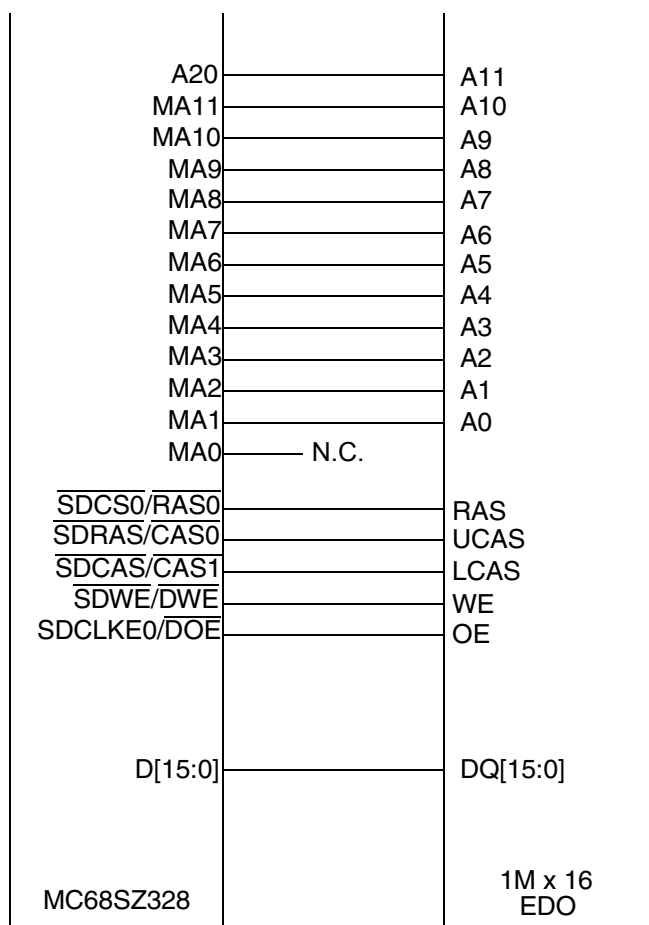 A20 A11
MA11 A10
MA10 A9
MA9 A8
MA8 A7
MA7 A6
MA6 A5
MA5 A4
MA4 A3
MA3 A2
MA2 A1
MA1 A0
MA0 N.C.
SDCS0/RAS0 RAS
SDRAS/CAS0 UCAS
SDCAS/CAS1 LCAS
SDWE/DWE WE
SDCLKE0/DOE OE
D[15:0] DQ[15:0]
MC68SZ328
1M x 16
EDO